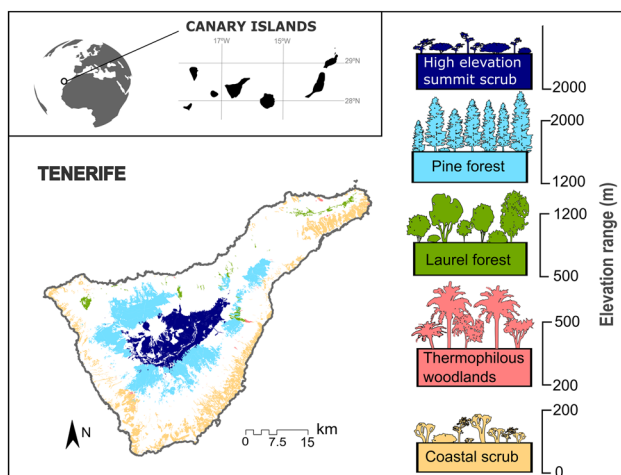 CANARY ISLANDS
17°W
15°W
29°N
28°N
TENERIFE
N
km
0 7.5 15
High elevation
summit scrub
2000
2000
Pine forest
1200
1200
Laurel forest
500
500
Thermophilous
woodlands
200
200
Coastal scrub
0
Elevation range (m)